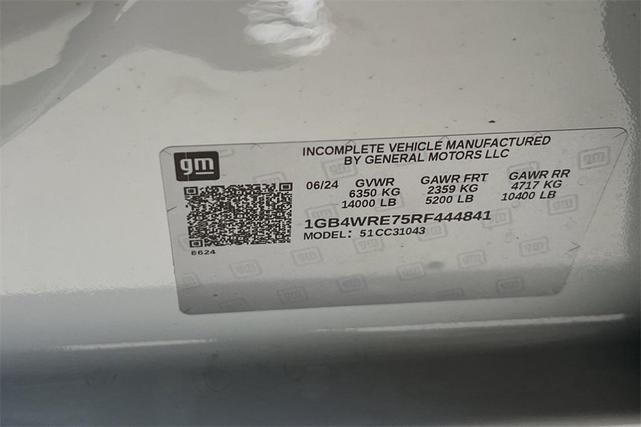 gm
INCOMPLETE VEHICLE MANUFACTURED
BY GENERAL MOTORS LLC
06/24 GVWR GAWR FRT GAWR RR
6350 KG 2359 KG 4717 KG
14000 LB 5200 LB 10400 LB
1GB4WRE75RF444841
MODEL: 51CC31043
8624